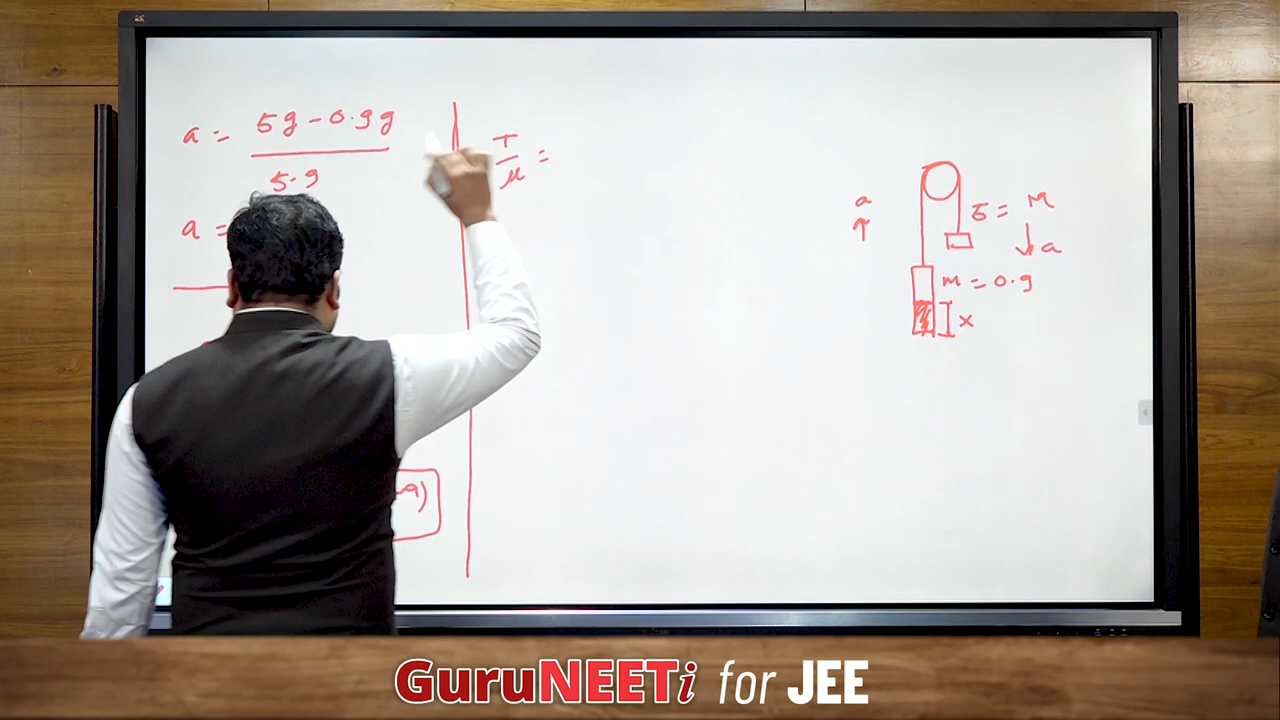 a = 5g - 0.9g
5.9
a =
T
μ =
a
5 = M
a
m = 0.9
x
a)
GuruNEETi for JEE